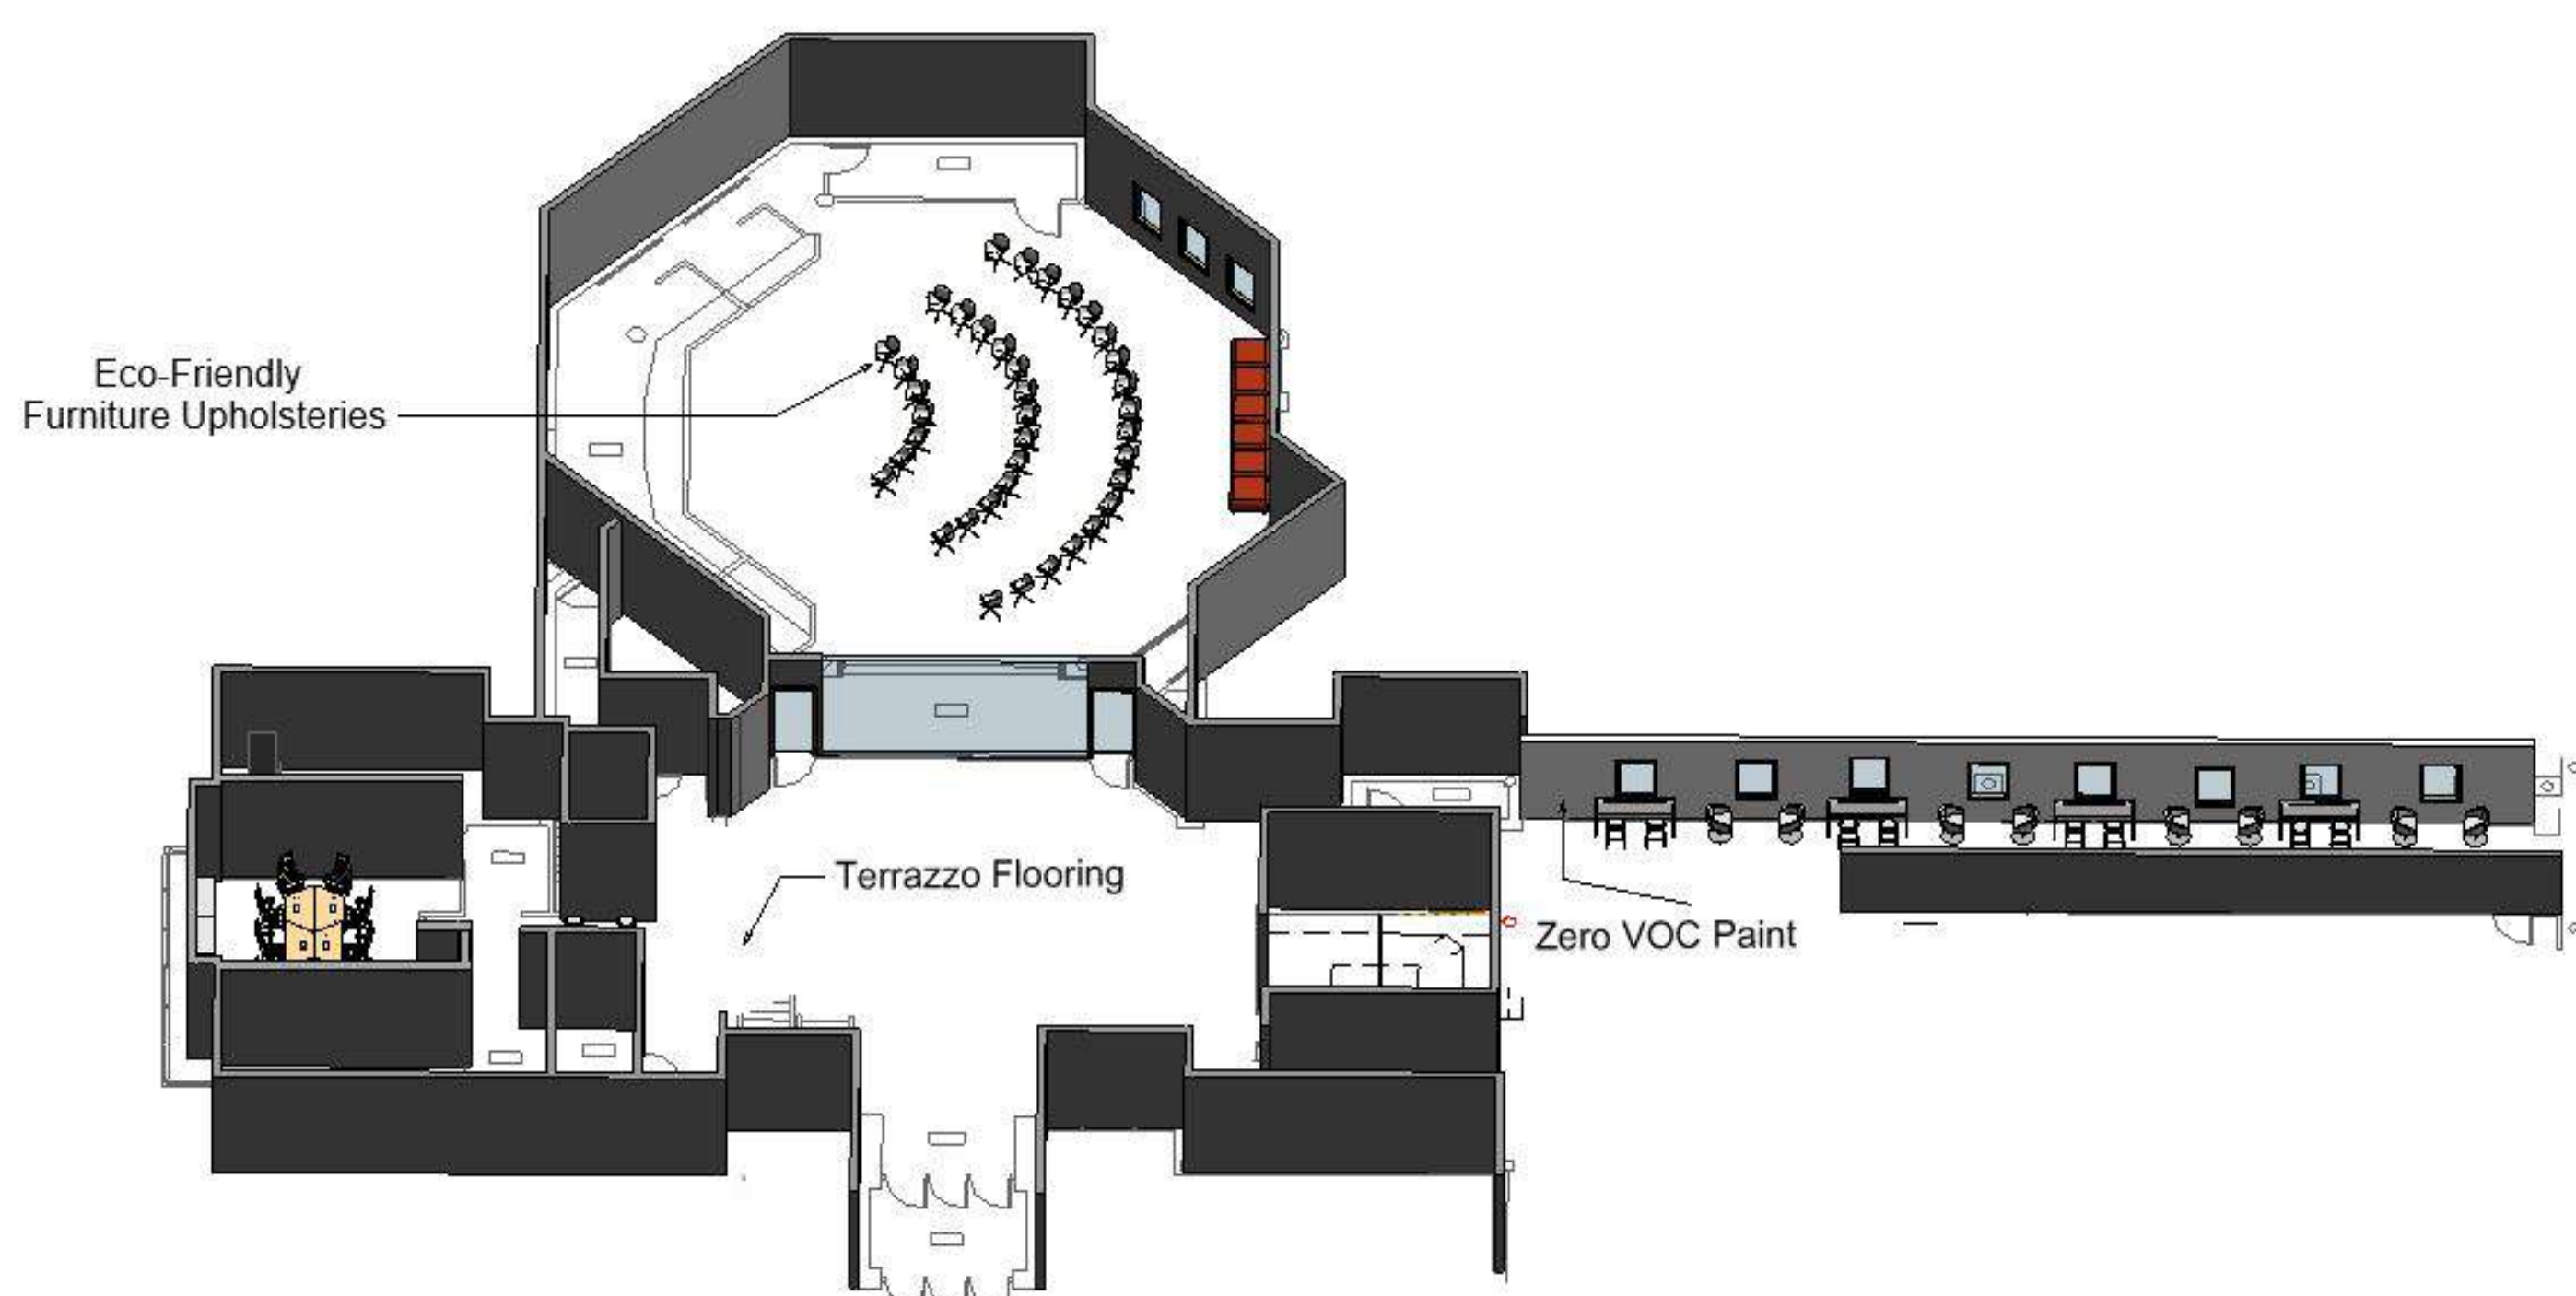 Eco-Friendly
Furniture Upholsteries
Terrazzo Flooring
Zero VOC Paint